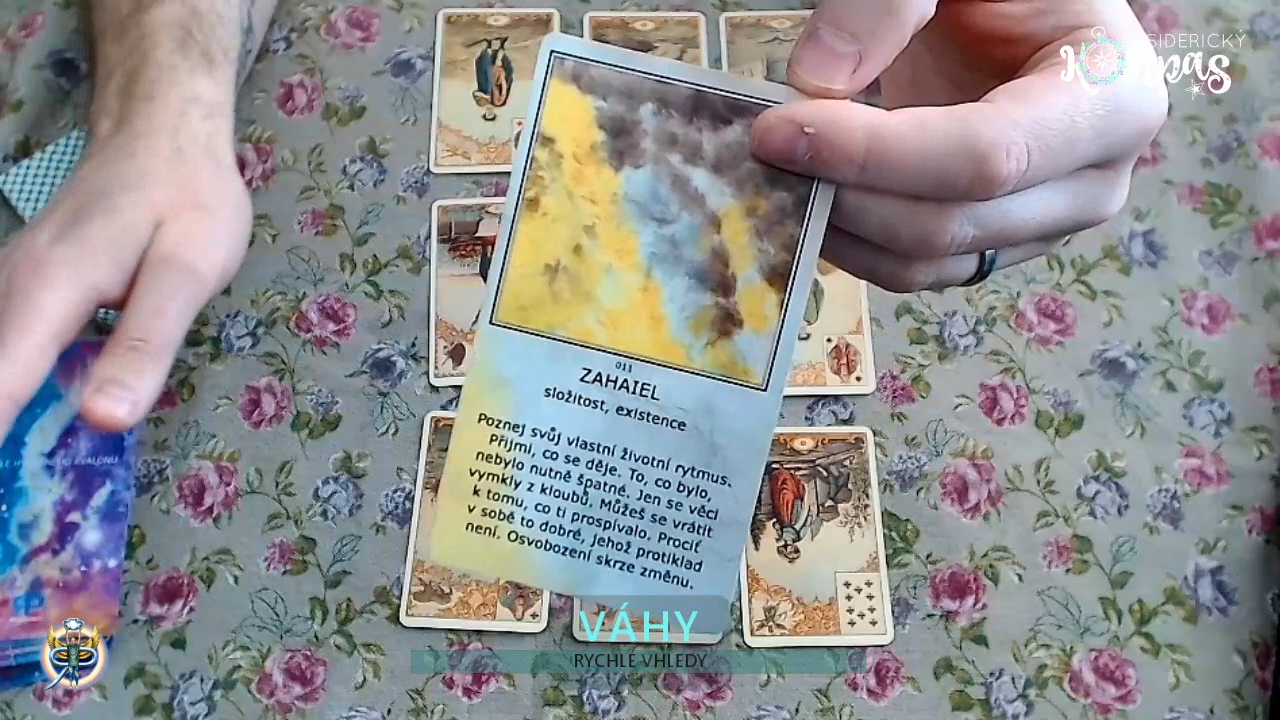 SIDERICKÝ
Kompas
011
ZAHAIEL
složitost, existence
Poznej svůj vlastní životní rytmus.
Přijmi, co se děje. To, co bylo,
nebylo nutně špatné. Jen se věci
vymkly z kloubů. Můžeš se vrátit
k tomu, co ti prospívalo. Prociť
v sobě to dobré, jehož protiklad
není. Osvobození skrze změnu.
VÁHY
RYCHLÉ VHLEDY